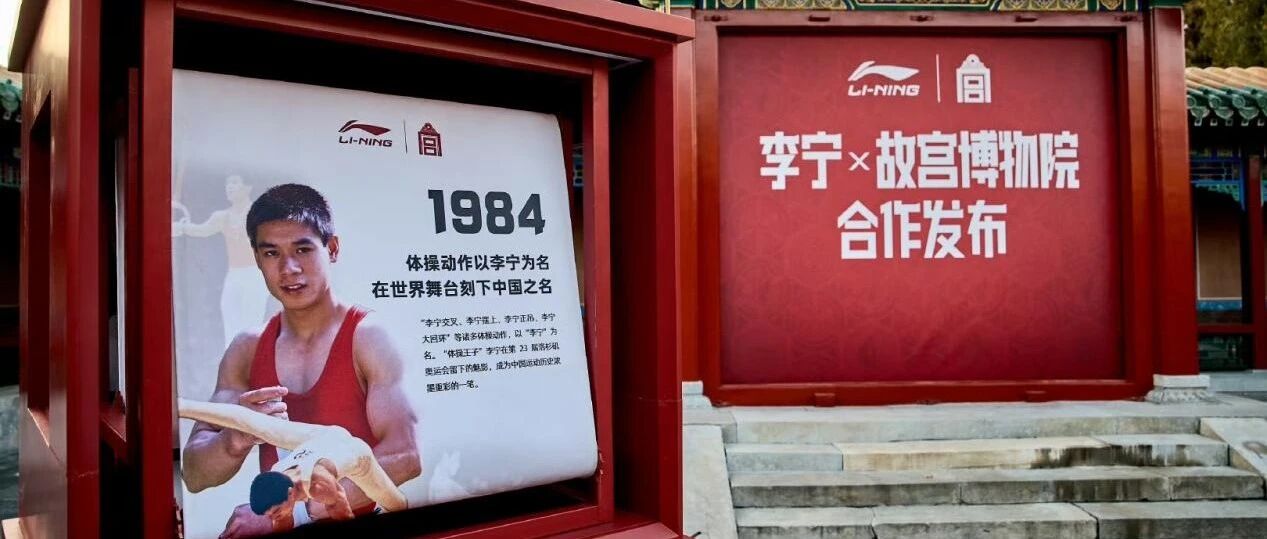 LI-NING
1984
体操动作以李宁为名
在世界舞台刻下中国之名
“李宁交叉、李宁摆上、李宁正吊、李宁
大回环”等诸多体操动作，以“李宁”为
名。“体操王子”李宁在第 23 届洛杉矶
奥运会留下的魅影，成为中国运动历史浓
墨重彩的一笔。
LI-NING
宫
李宁×故宫博物院
合作发布